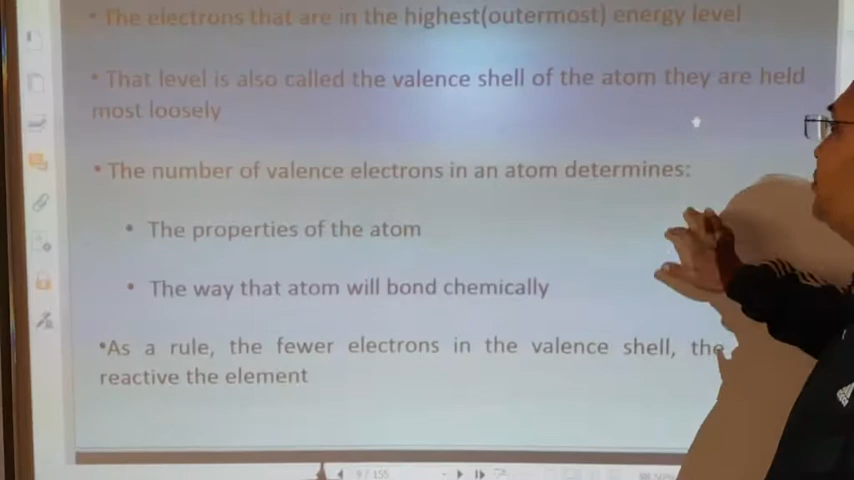 • The electrons that are in the highest(outermost) energy level
• That level is also called the valence shell of the atom they are held
most loosely
• The number of valence electrons in an atom determines:
• The properties of the atom
• The way that atom will bond chemically
•As a rule, the fewer electrons in the valence shell, the
reactive the element
9 / 155